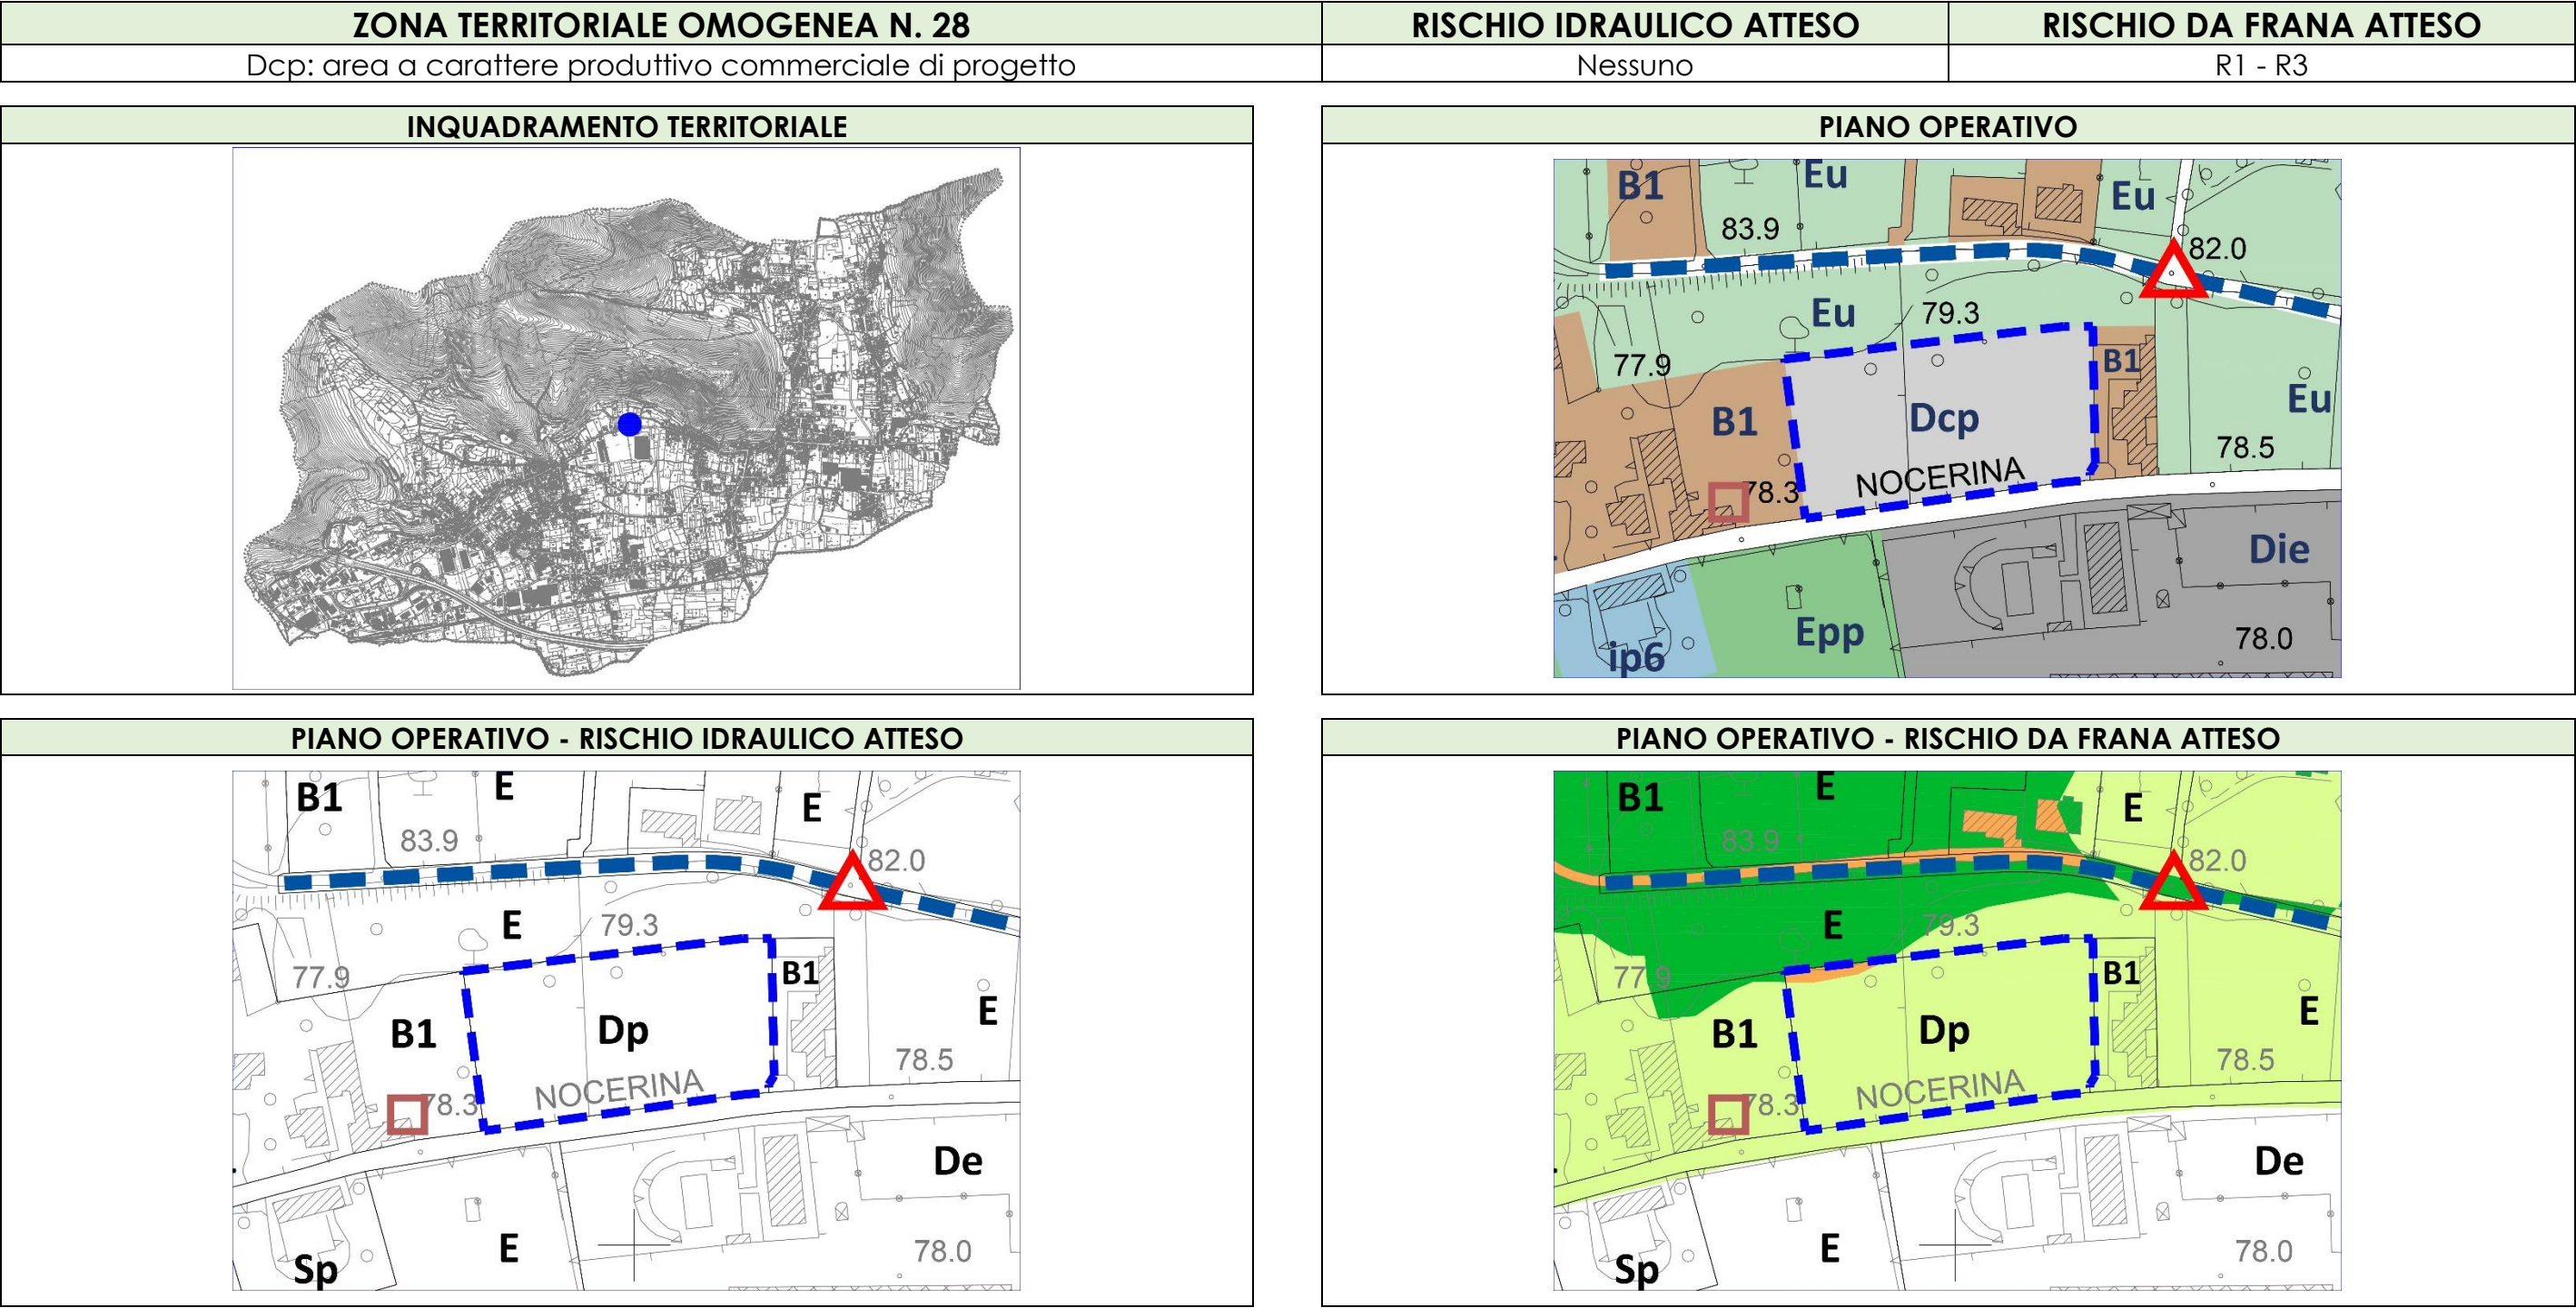 ZONA TERRITORIALE OMOGENEA N. 28
RISCHIO IDRAULICO ATTESO
RISCHIO DA FRANA ATTESO
Dcp: area a carattere produttivo commerciale di progetto
Nessuno
R1 - R3
INQUADRAMENTO TERRITORIALE
PIANO OPERATIVO
B1
Eu
Eu
83.9
82.0
Eu
79.3
77.9
B1
Eu
B1
Dcp
78.5
NOCERINA
78.3
Die
Epp
78.0
ip6
PIANO OPERATIVO - RISCHIO IDRAULICO ATTESO
B1
E
E
83.9
82.0
E
79.3
77.9
B1
E
B1
Dp
78.5
NOCERINA
78.3
De
E
78.0
Sp
PIANO OPERATIVO - RISCHIO DA FRANA ATTESO
B1
E
E
83.9
82.0
E
79.3
77.9
B1
E
B1
Dp
78.5
NOCERINA
78.3
De
E
78.0
Sp